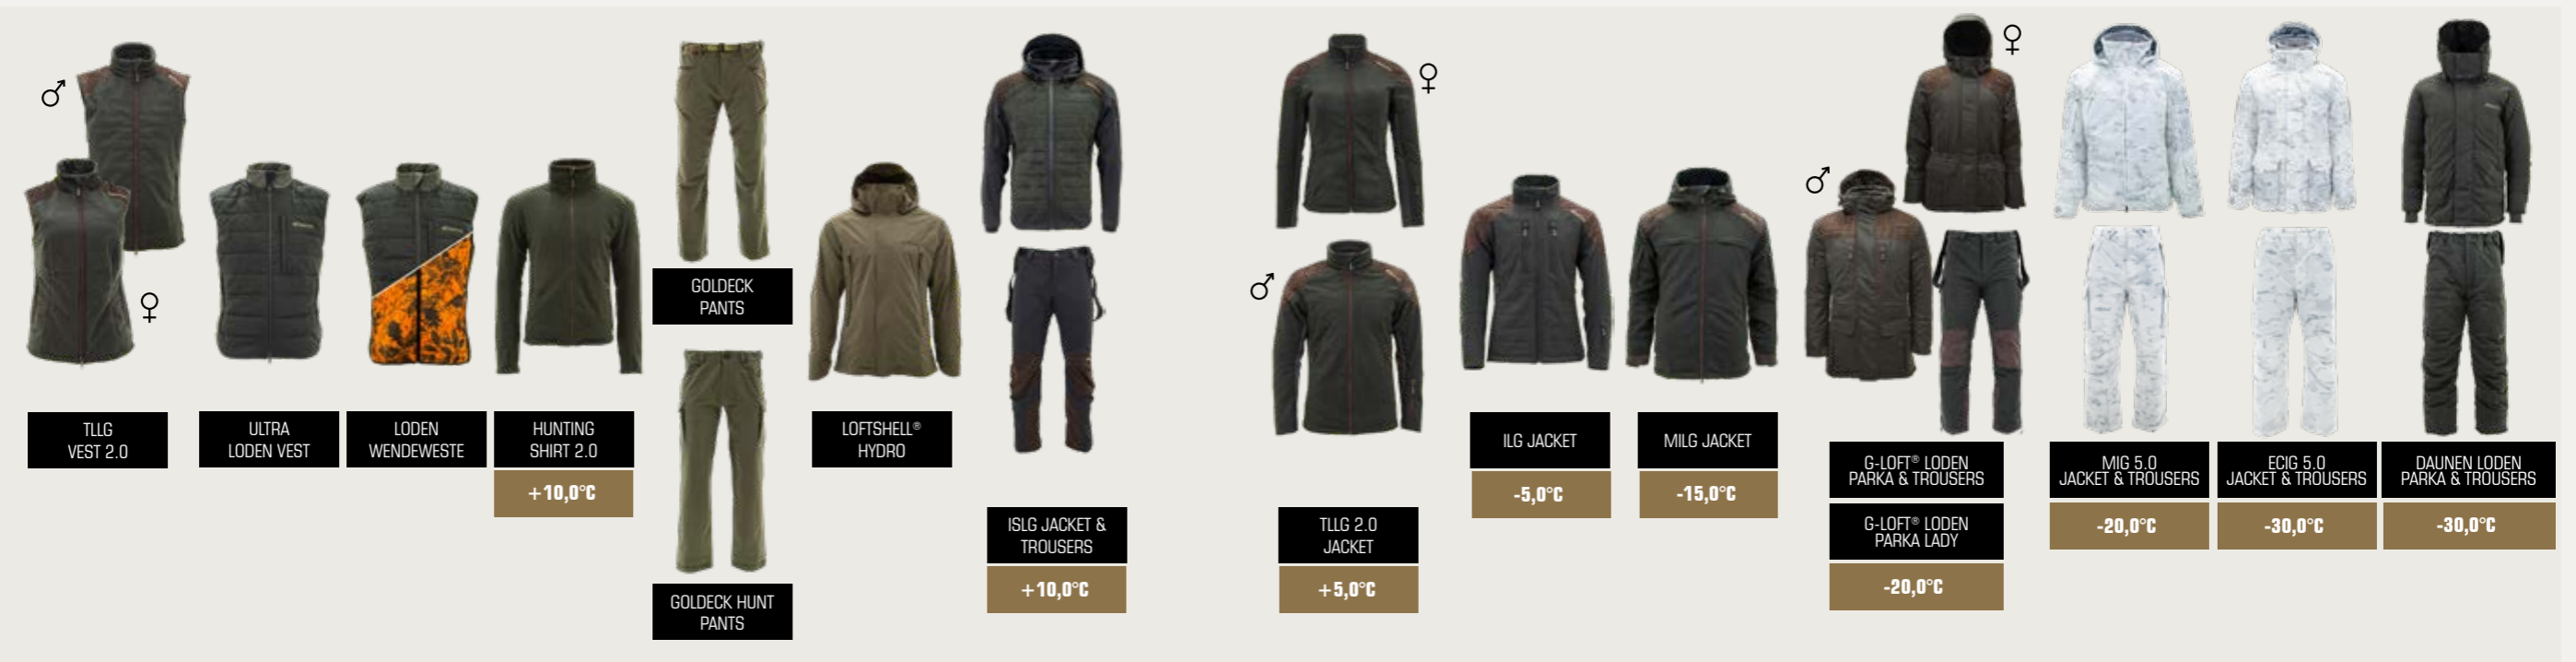 TLLG
VEST 2.0
ULTRA
LODEN VEST
LODEN
WENDEWESTE
HUNTING
SHIRT 2.0
+10,0°C
GOLDECK
PANTS
GOLDECK HUNT
PANTS
LOFTSHELL®
HYDRO
ISLG JACKET &
TROUSERS
+10,0°C
TLLG 2.0
JACKET
+5,0°C
ILG JACKET
-5,0°C
MILG JACKET
-15,0°C
G-LOFT® LODEN
PARKA & TROUSERS
G-LOFT® LODEN
PARKA LADY
-20,0°C
MIG 5.0
JACKET & TROUSERS
-20,0°C
ECIG 5.0
JACKET & TROUSERS
-30,0°C
DAUNEN LODEN
PARKA & TROUSERS
-30,0°C